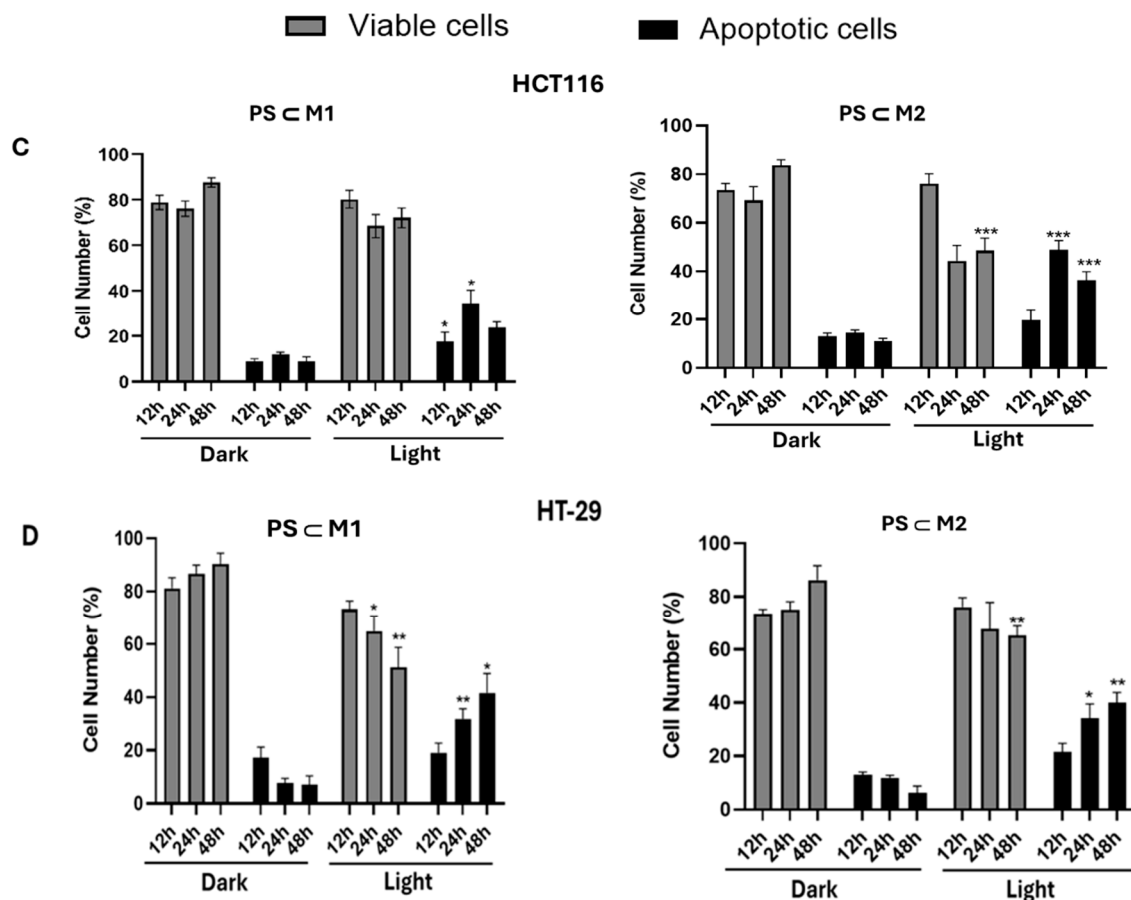 Viable cells Apoptotic cells
HCT116
C
PS ⊂ M1
Cell Number (%)
100
80
60
40
20
0
* *
12h 24h 48h 12h 24h 48h 12h 24h 48h 12h 24h 48h
Dark Light
PS ⊂ M2
Cell Number (%)
100
80
60
40
20
0
*** *** ***
12h 24h 48h 12h 24h 48h 12h 24h 48h 12h 24h 48h
Dark Light
HT-29
D
PS ⊂ M1
Cell Number (%)
100
80
60
40
20
0
* ** ** *
12h 24h 48h 12h 24h 48h 12h 24h 48h 12h 24h 48h
Dark Light
PS ⊂ M2
Cell Number (%)
100
80
60
40
20
0
** * **
12h 24h 48h 12h 24h 48h 12h 24h 48h 12h 24h 48h
Dark Light